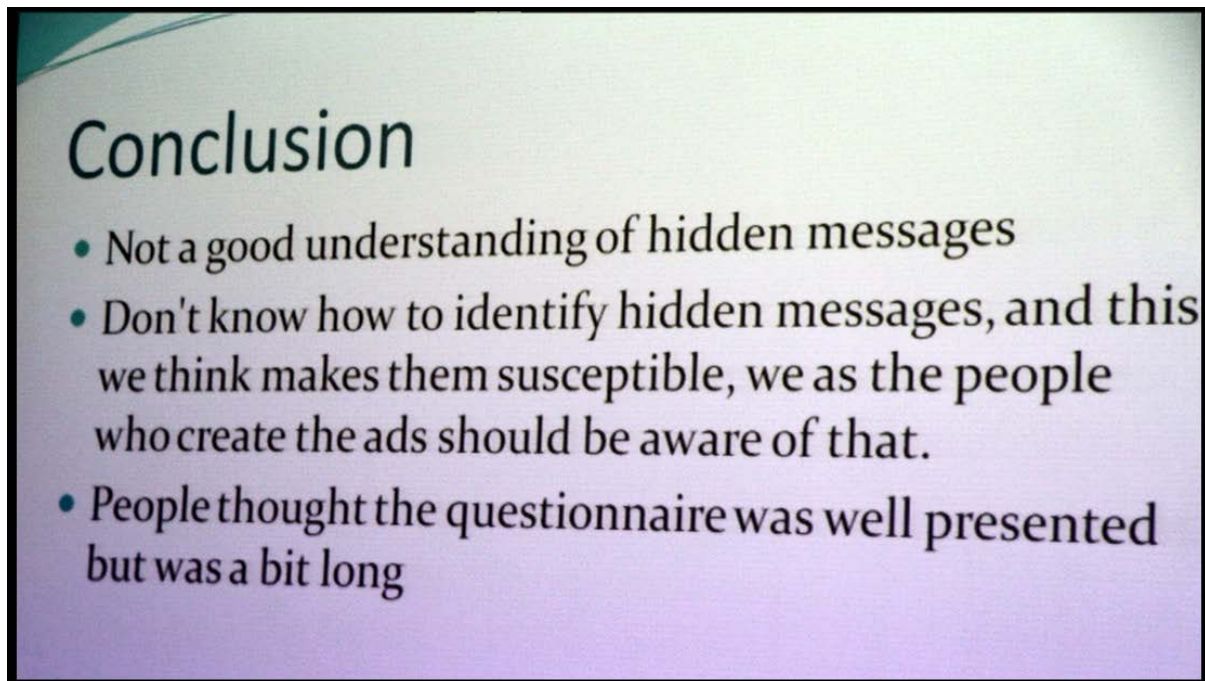 Conclusion
• Not a good understanding of hidden messages
• Don't know how to identify hidden messages, and this
we think makes them susceptible, we as the people
who create the ads should be aware of that.
• People thought the questionnaire was well presented
but was a bit long